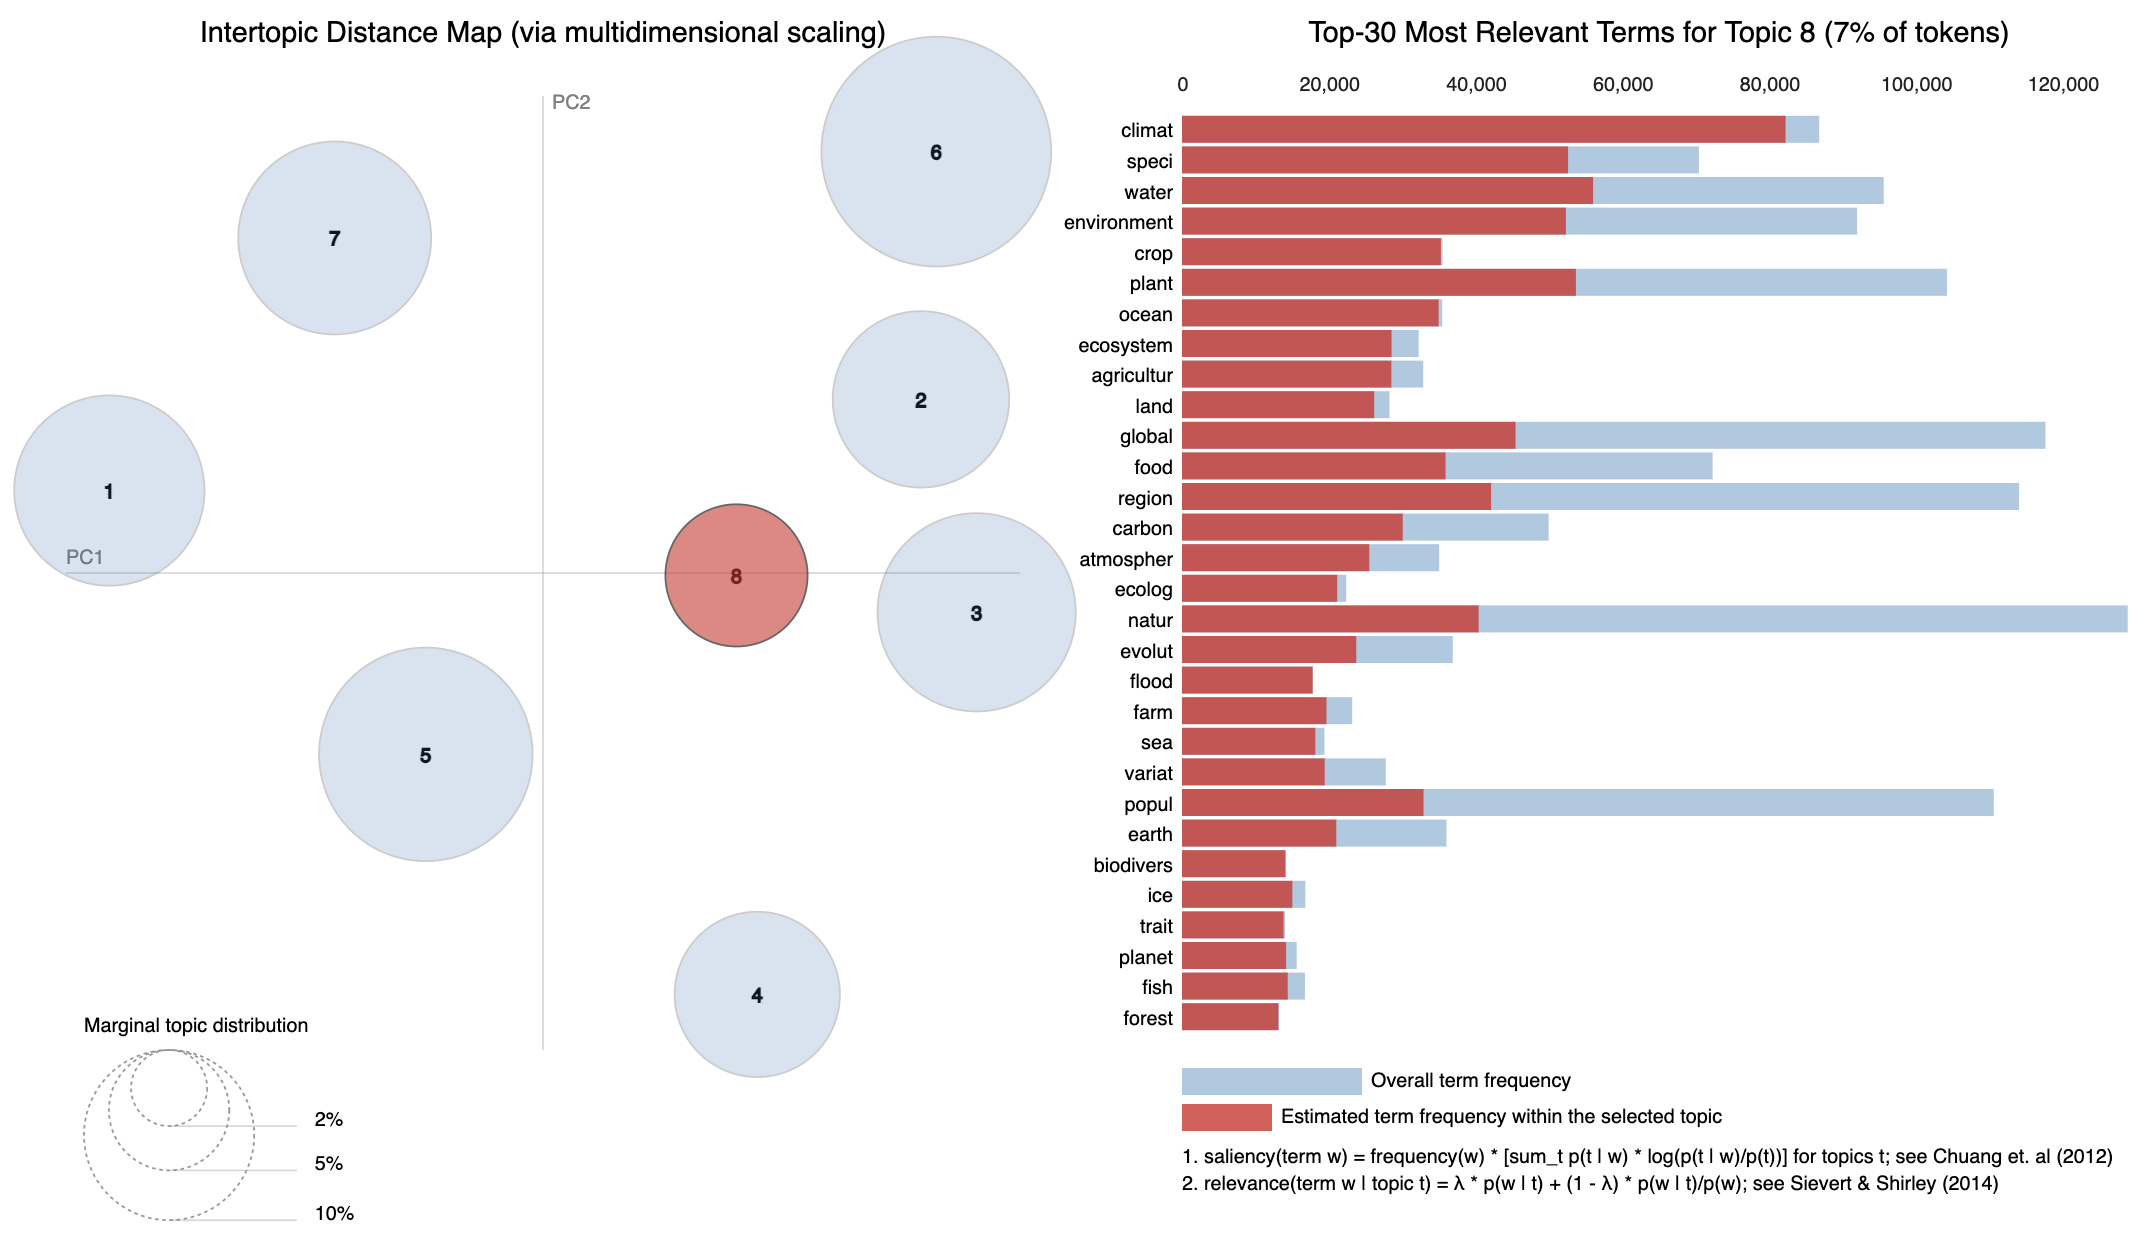 Intertopic Distance Map (via multidimensional scaling)
PC2
PC1
6
7
2
1
8
3
5
4
Marginal topic distribution
2%
5%
10%
Top-30 Most Relevant Terms for Topic 8 (7% of tokens)
0 20,000 40,000 60,000 80,000 100,000 120,000
climat
speci
water
environment
crop
plant
ocean
ecosystem
agricultur
land
global
food
region
carbon
atmospher
ecolog
natur
evolut
flood
farm
sea
variat
popul
earth
biodivers
ice
trait
planet
fish
forest
Overall term frequency
Estimated term frequency within the selected topic
1. saliency(term w) = frequency(w) * [sum_t p(t | w) * log(p(t | w)/p(t))] for topics t; see Chuang et. al (2012)
2. relevance(term w | topic t) = λ * p(w | t) + (1 - λ) * p(w | t)/p(w); see Sievert & Shirley (2014)